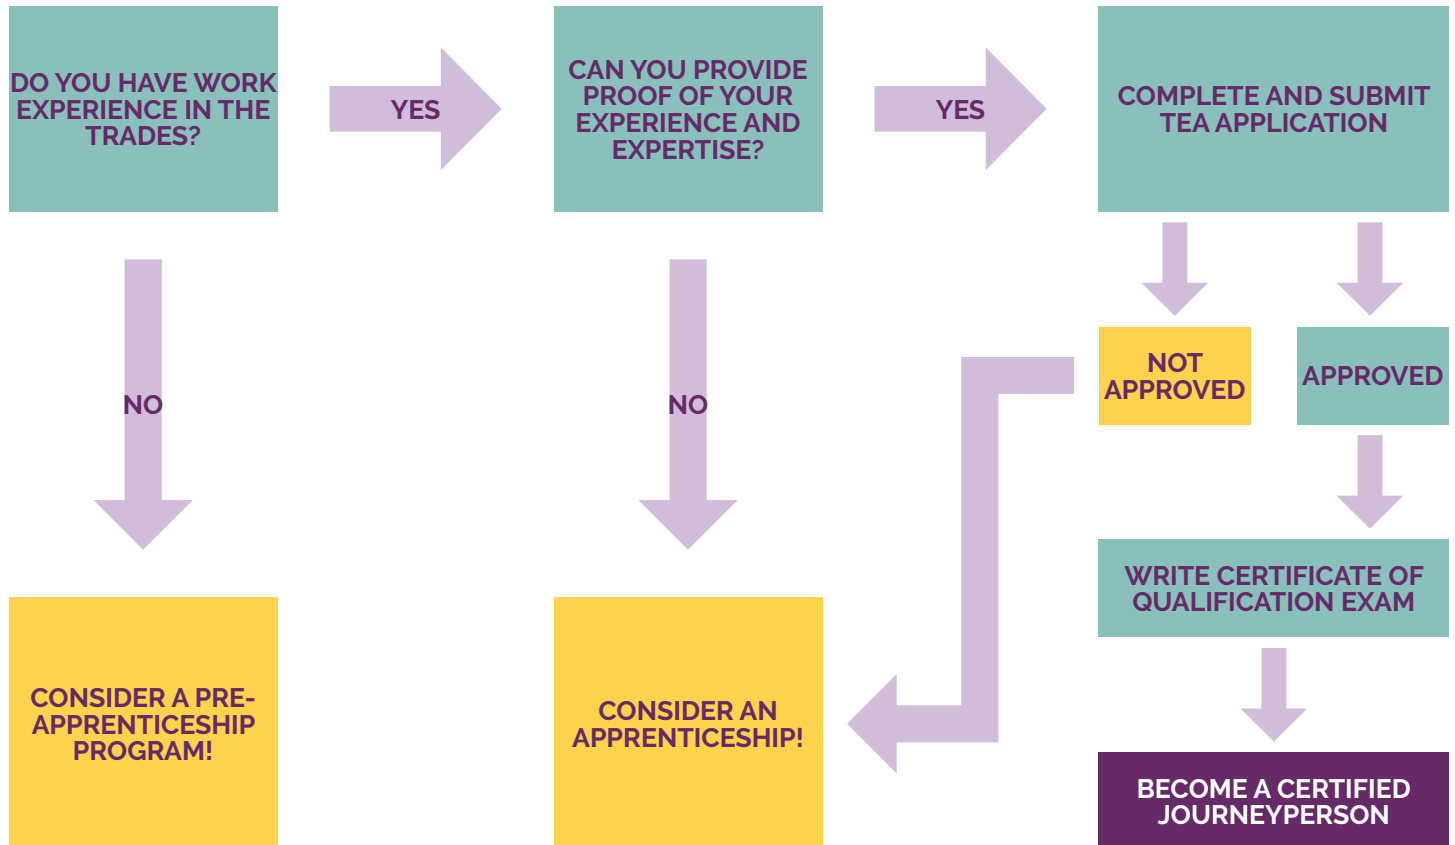 DO YOU HAVE WORK
EXPERIENCE IN THE
TRADES?
YES
CAN YOU PROVIDE
PROOF OF YOUR
EXPERIENCE AND
EXPERTISE?
YES
COMPLETE AND SUBMIT
TEA APPLICATION
NO
NO
NOT
APPROVED
APPROVED
WRITE CERTIFICATE OF
QUALIFICATION EXAM
CONSIDER A PRE-
APPRENTICESHIP
PROGRAM!
CONSIDER AN
APPRENTICESHIP!
BECOME A CERTIFIED
JOURNEYPERSON